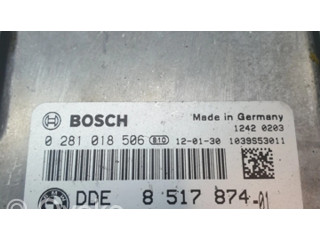 BOSCH
Made in Germany
1242 0203
0 281 018 506 B10 12-01-30 1039S53011
DDE 8 517 874-01